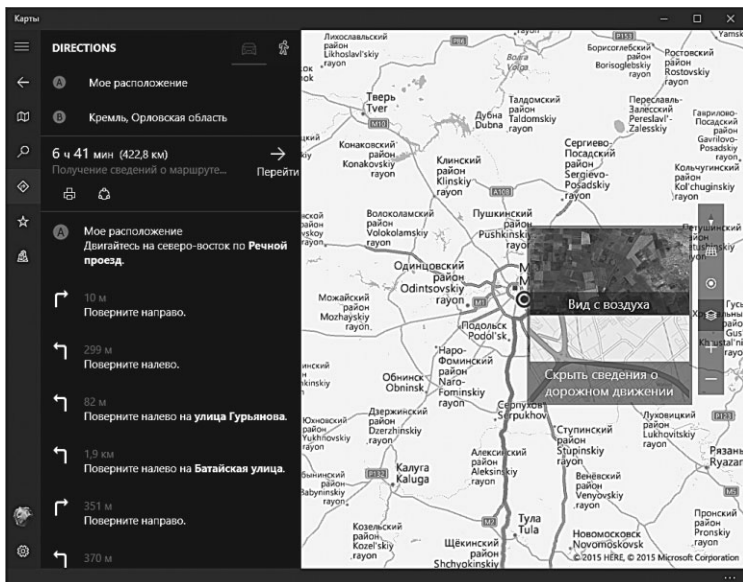 Карты
DIRECTIONS
A Мое расположение
B Кремль, Орловская область
6 ч 41 мин (422,8 км)
Получение сведений о маршруте...
Перейти
A Мое расположение
Двигайтесь на северо-восток по Речной
проезд.
10 м
Поверните направо.
299 м
Поверните налево.
82 м
Поверните налево на улица Гурьянова.
1,9 км
Поверните налево на Батайская улица.
351 м
Поверните направо.
370 м
Лихославльский
район
Likhoslavl'skiy
rayon
Тверь
Tver
M10
Дубна
Dubna
Талдомский
район
Taldomskiy
rayon
Борисоглебский
район
Borisoglebskiy
rayon
Ростовский
район
Rostovskiy
rayon
Переславль-
Залесский
Pereslavl'-
Zalesskiy
Гаврилово-
Посадский
район
Gavrilovo-
Posadskiy
rayon
Конаковский
район
Konakovskiy
rayon
Клинский
район
Klinskiy
rayon
A108
Сергиево-
Посадский
район
Sergievo-
Posadskiy
rayon
Кольчугинский
район
Kol'chuginskiy
rayon
Волоколамский
район
Volokolamskiy
rayon
Пушкинский
район
Pushkinskiy
rayon
Одинцовский
район
Odintsovskiy
rayon
M1
Можайский
район
Mozhayskiy
rayon
Подольск
Podól'sk
Наро-
Фоминский
район
Naro-
Fominskiy
rayon
Обнинск
Obninsk
Вид с воздуха
Скрыть сведения о
дорожном движении
Серпухов
Serpukhov
Дзержинский
район
Dzerzhinskiy
rayon
Юхновский
район
Yukhnovskiy
rayon
Ступинский
район
Stupinskiy
rayon
Луховицкий
район
Lukhovitskiy
rayon
Калуга
Kaluga
Венёвский
район
Venyovskiy
rayon
Козельский
район
Kozel'skiy
rayon
M2
Тула
Tula
Щёкинский
район
Shchyokinskiy
Новомосковск
Novomoskovsk
Пронский
район
Pronskiy
rayon
© 2015 HERE, © 2015 Microsoft Corporation